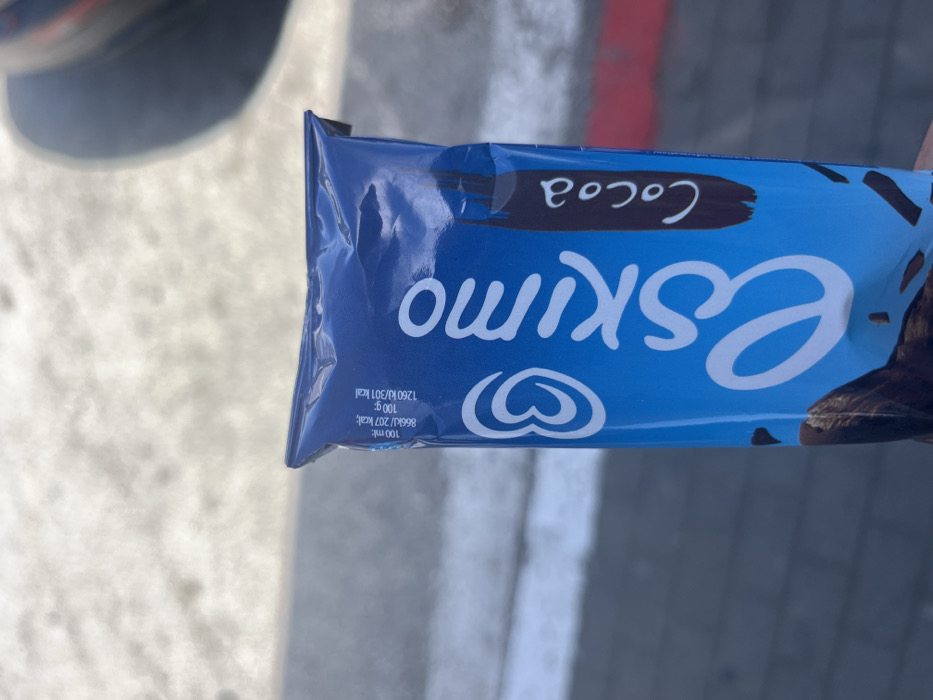 Eskimo
Cocoa
100 ml:
866kJ/ 207 kcal;
100 g:
1260 kJ/301 kcal